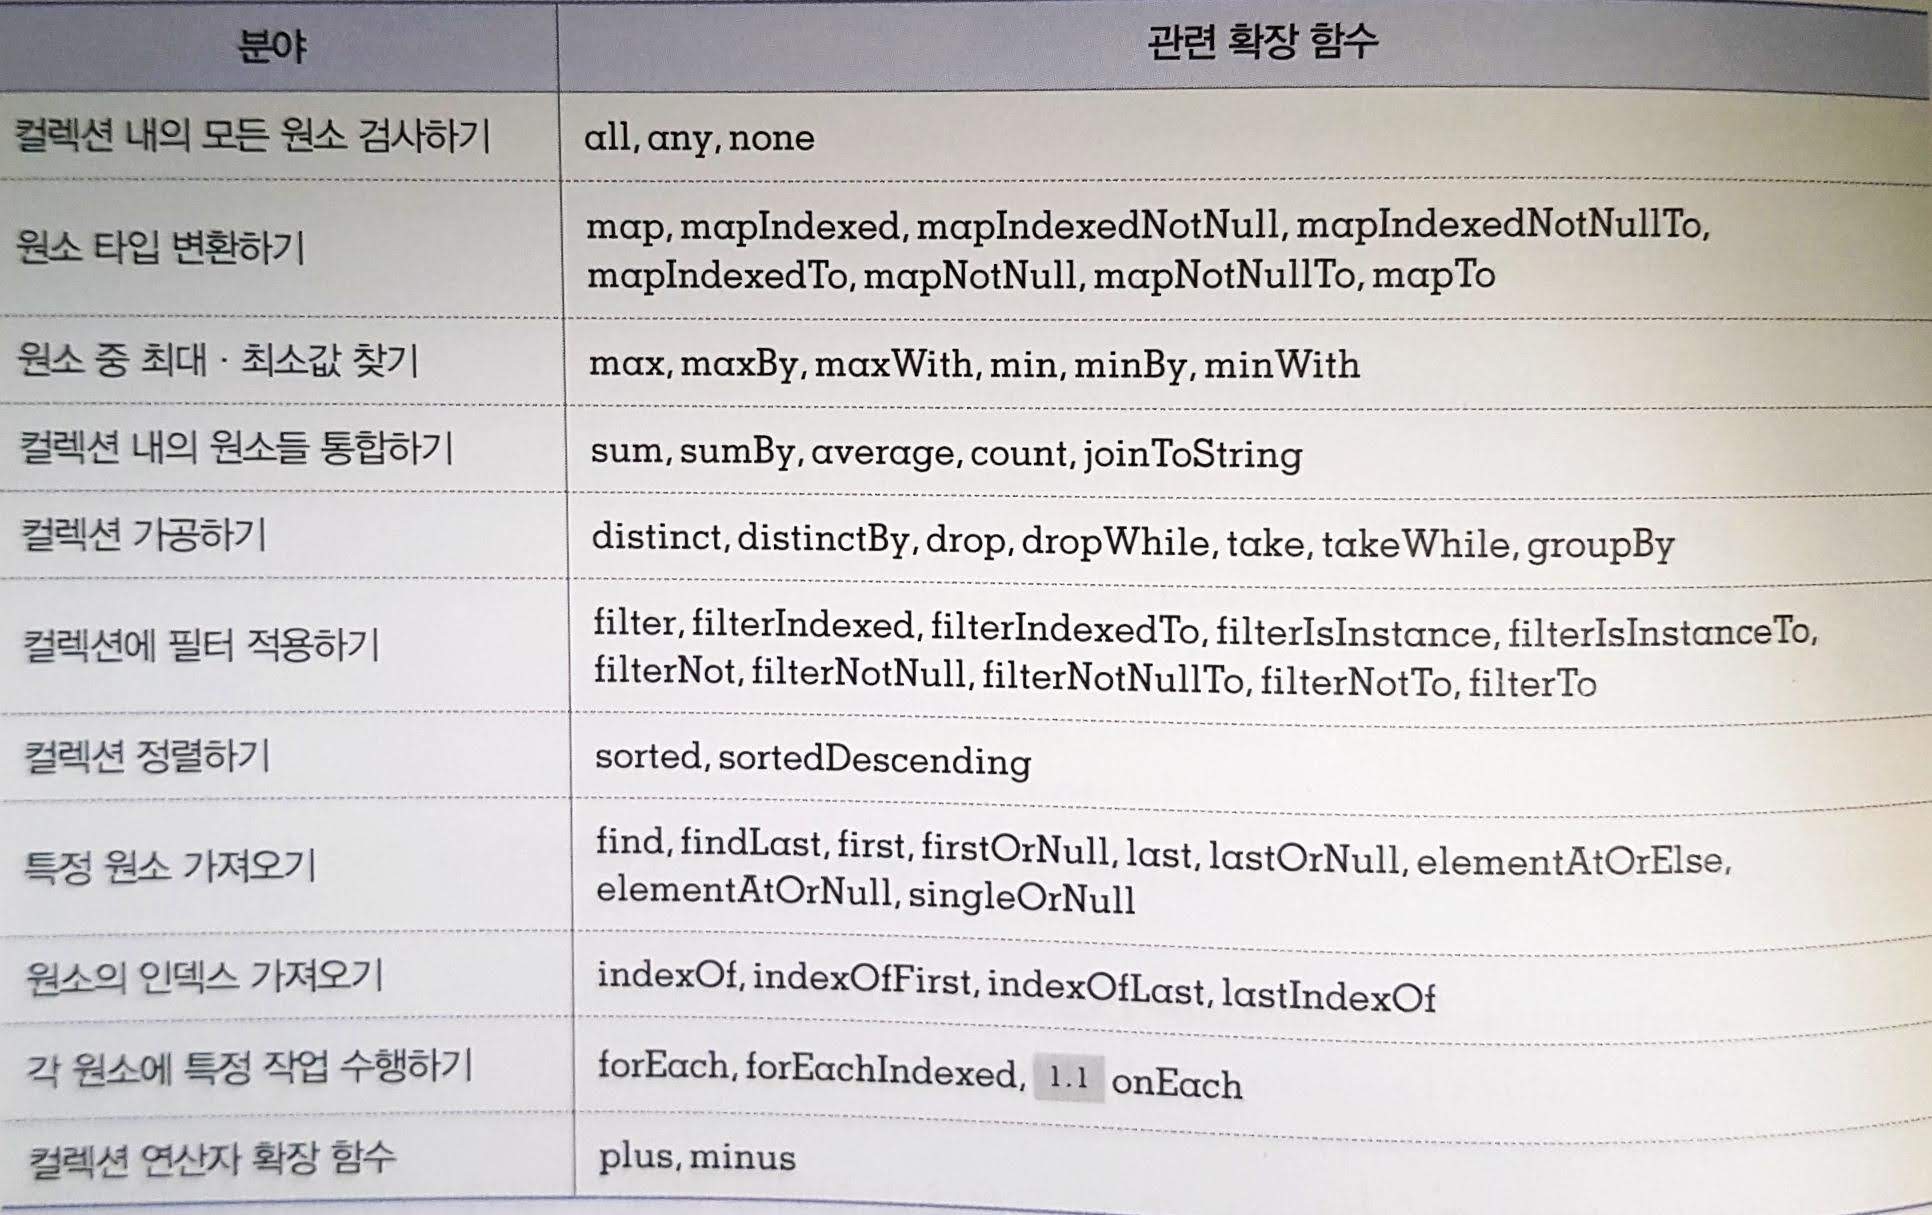 분야 관련 확장 함수
컬렉션 내의 모든 원소 검사하기 all, any, none
원소 타입 변환하기 map, mapIndexed, mapIndexedNotNull, mapIndexedNotNullTo,
mapIndexedTo, mapNotNull, mapNotNullTo, mapTo
원소 중 최대 · 최소값 찾기 max, maxBy, maxWith, min, minBy, minWith
컬렉션 내의 원소들 통합하기 sum, sumBy, average, count, joinToString
컬렉션 가공하기 distinct, distinctBy, drop, dropWhile, take, takeWhile, groupBy
컬렉션에 필터 적용하기 filter, filterIndexed, filterIndexedTo, filterIsInstance, filterIsInstanceTo,
filterNot, filterNotNull, filterNotNullTo, filterNotTo, filterTo
컬렉션 정렬하기 sorted, sortedDescending
특정 원소 가져오기 find, findLast, first, firstOrNull, last, lastOrNull, elementAtOrElse,
elementAtOrNull, singleOrNull
원소의 인덱스 가져오기 indexOf, indexOfFirst, indexOfLast, lastIndexOf
각 원소에 특정 작업 수행하기 forEach, forEachIndexed, 1.1 onEach
컬렉션 연산자 확장 함수 plus, minus